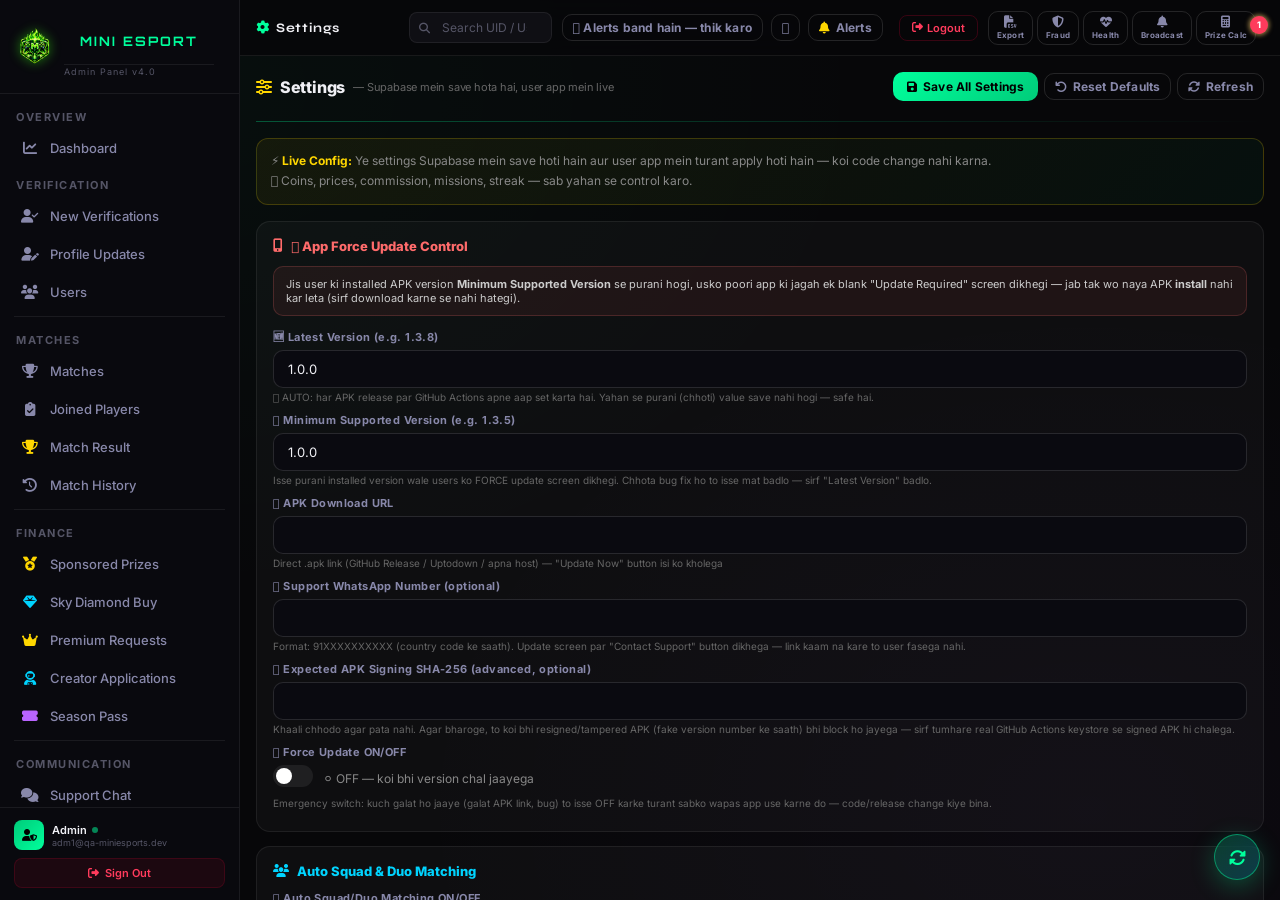 MINI ESPORT
Admin Panel v4.0
OVERVIEW
Dashboard
VERIFICATION
New Verifications
Profile Updates
Users
MATCHES
Matches
Joined Players
Match Result
Match History
FINANCE
Sponsored Prizes
Sky Diamond Buy
Premium Requests
Creator Applications
Season Pass
COMMUNICATION
Support Chat
Admin
adm1@qa-miniesports.dev
Sign Out
Settings
Search UID / U
Alerts band hain — thik karo
Alerts
Logout
Export
Fraud
Health
Broadcast
Prize Calc
1
Settings — Supabase mein save hota hai, user app mein live
Save All Settings
Reset Defaults
Refresh
⚡ Live Config: Ye settings Supabase mein save hoti hain aur user app mein turant apply hoti hain — koi code change nahi karna.
Coins, prices, commission, missions, streak — sab yahan se control karo.
App Force Update Control
Jis user ki installed APK version Minimum Supported Version se purani hogi, usko poori app ki jagah ek blank "Update Required" screen dikhegi — jab tak wo naya APK install nahi
kar leta (sirf download karne se nahi hategi).
🆕 Latest Version (e.g. 1.3.8)
1.0.0
AUTO: har APK release par GitHub Actions apne aap set karta hai. Yahan se purani (chhoti) value save nahi hogi — safe hai.
Minimum Supported Version (e.g. 1.3.5)
1.0.0
Isse purani installed version wale users ko FORCE update screen dikhegi. Chhota bug fix ho to isse mat badlo — sirf "Latest Version" badlo.
APK Download URL
Direct .apk link (GitHub Release / Uptodown / apna host) — "Update Now" button isi ko kholega
Support WhatsApp Number (optional)
Format: 91XXXXXXXXXX (country code ke saath). Update screen par "Contact Support" button dikhega — link kaam na kare to user fasega nahi.
Expected APK Signing SHA-256 (advanced, optional)
Khaali chhodo agar pata nahi. Agar bharoge, to koi bhi resigned/tampered APK (fake version number ke saath) bhi block ho jayega — sirf tumhare real GitHub Actions keystore se signed APK hi chalega.
Force Update ON/OFF
⚪ OFF — koi bhi version chal jaayega
Emergency switch: kuch galat ho jaaye (galat APK link, bug) to isse OFF karke turant sabko wapas app use karne do — code/release change kiye bina.
Auto Squad & Duo Matching
Auto Squad/Duo Matching ON/OFF